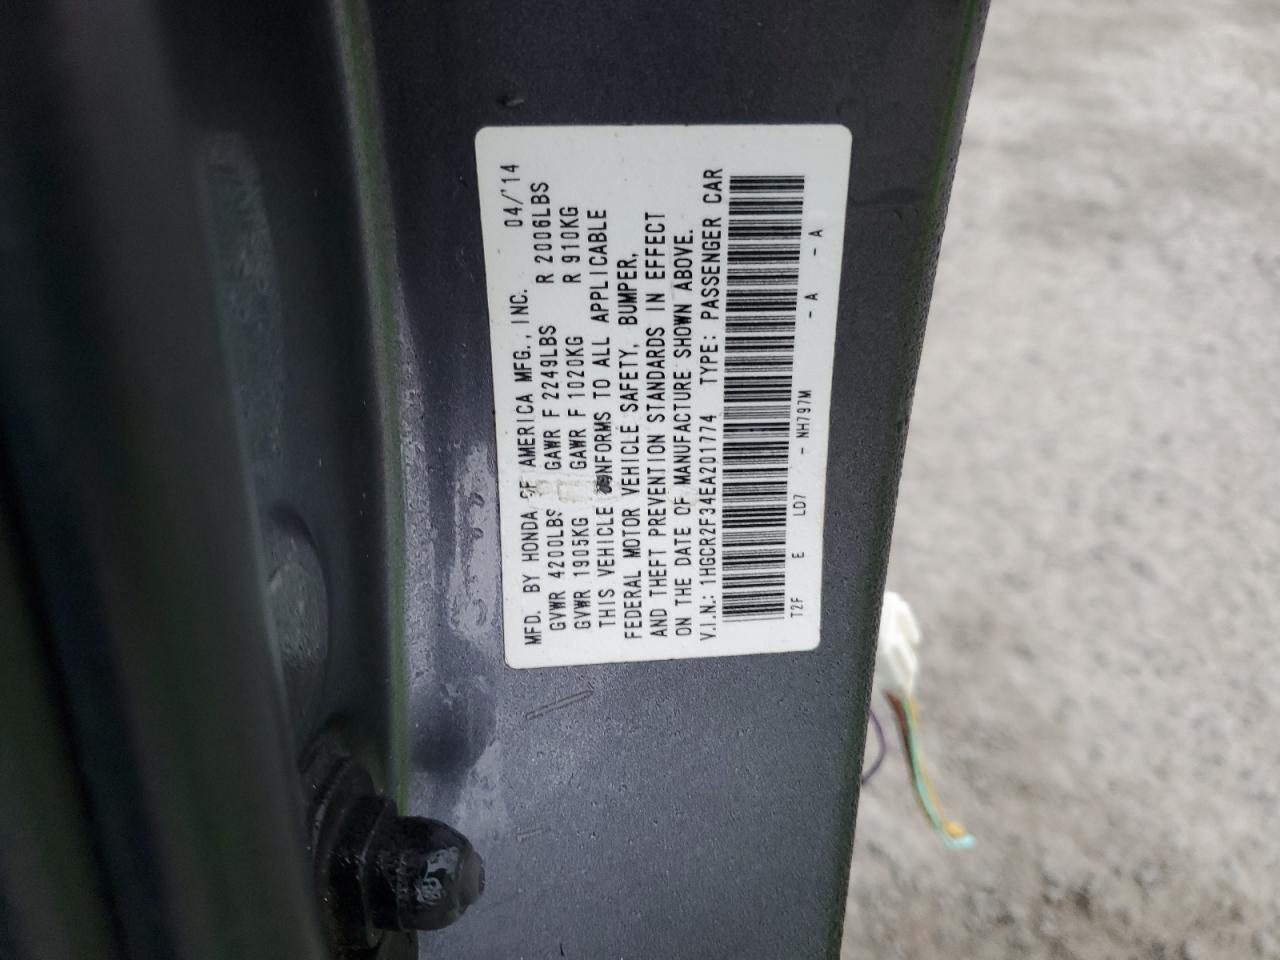 MFD. BY HONDA OF AMERICA MFG., INC. 04/'14
GVWR 4200LBS GAWR F 2249LBS R 2006LBS
GVWR 1905KG GAWR F 1020KG R 910KG
THIS VEHICLE CONFORMS TO ALL APPLICABLE
FEDERAL MOTOR VEHICLE SAFETY, BUMPER,
AND THEFT PREVENTION STANDARDS IN EFFECT
ON THE DATE OF MANUFACTURE SHOWN ABOVE.
V.I.N.: 1HGCR2F34EA201774 TYPE: PASSENGER CAR
T2F E LD7 - NH797M - A - A